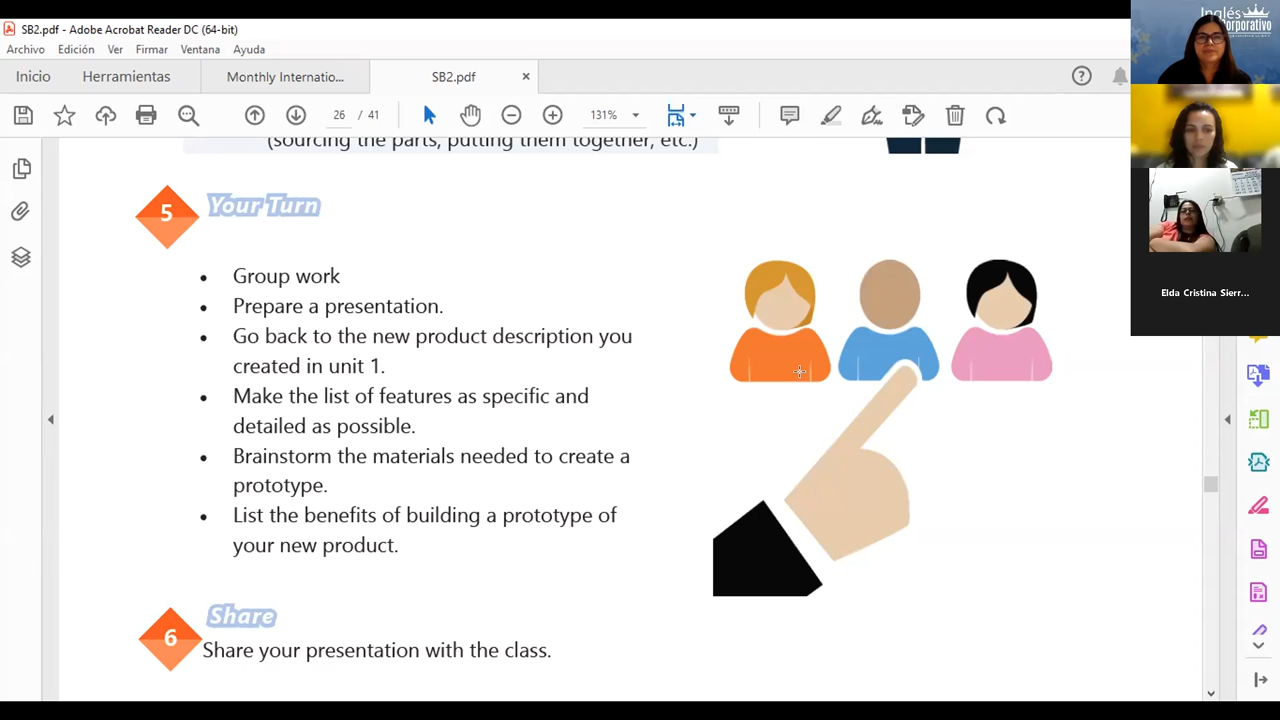 SB2.pdf - Adobe Acrobat Reader DC (64-bit)
Archivo Edición Ver Firmar Ventana Ayuda
Inicio Herramientas Monthly Internatio... SB2.pdf
26 / 41 131%
Inglés
Corporativo
(sourcing the parts, putting them together, etc.)
5 Your Turn
Elda Cristina Sierr...
• Group work
• Prepare a presentation.
• Go back to the new product description you
created in unit 1.
• Make the list of features as specific and
detailed as possible.
• Brainstorm the materials needed to create a
prototype.
• List the benefits of building a prototype of
your new product.
6 Share
Share your presentation with the class.